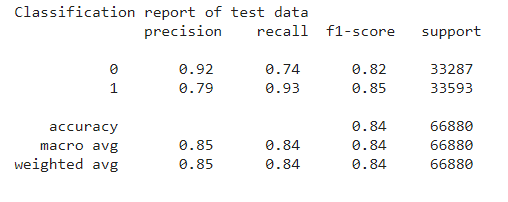 Classification report of test data
precision recall f1-score support
0 0.92 0.74 0.82 33287
1 0.79 0.93 0.85 33593
accuracy 0.84 66880
macro avg 0.85 0.84 0.84 66880
weighted avg 0.85 0.84 0.84 66880